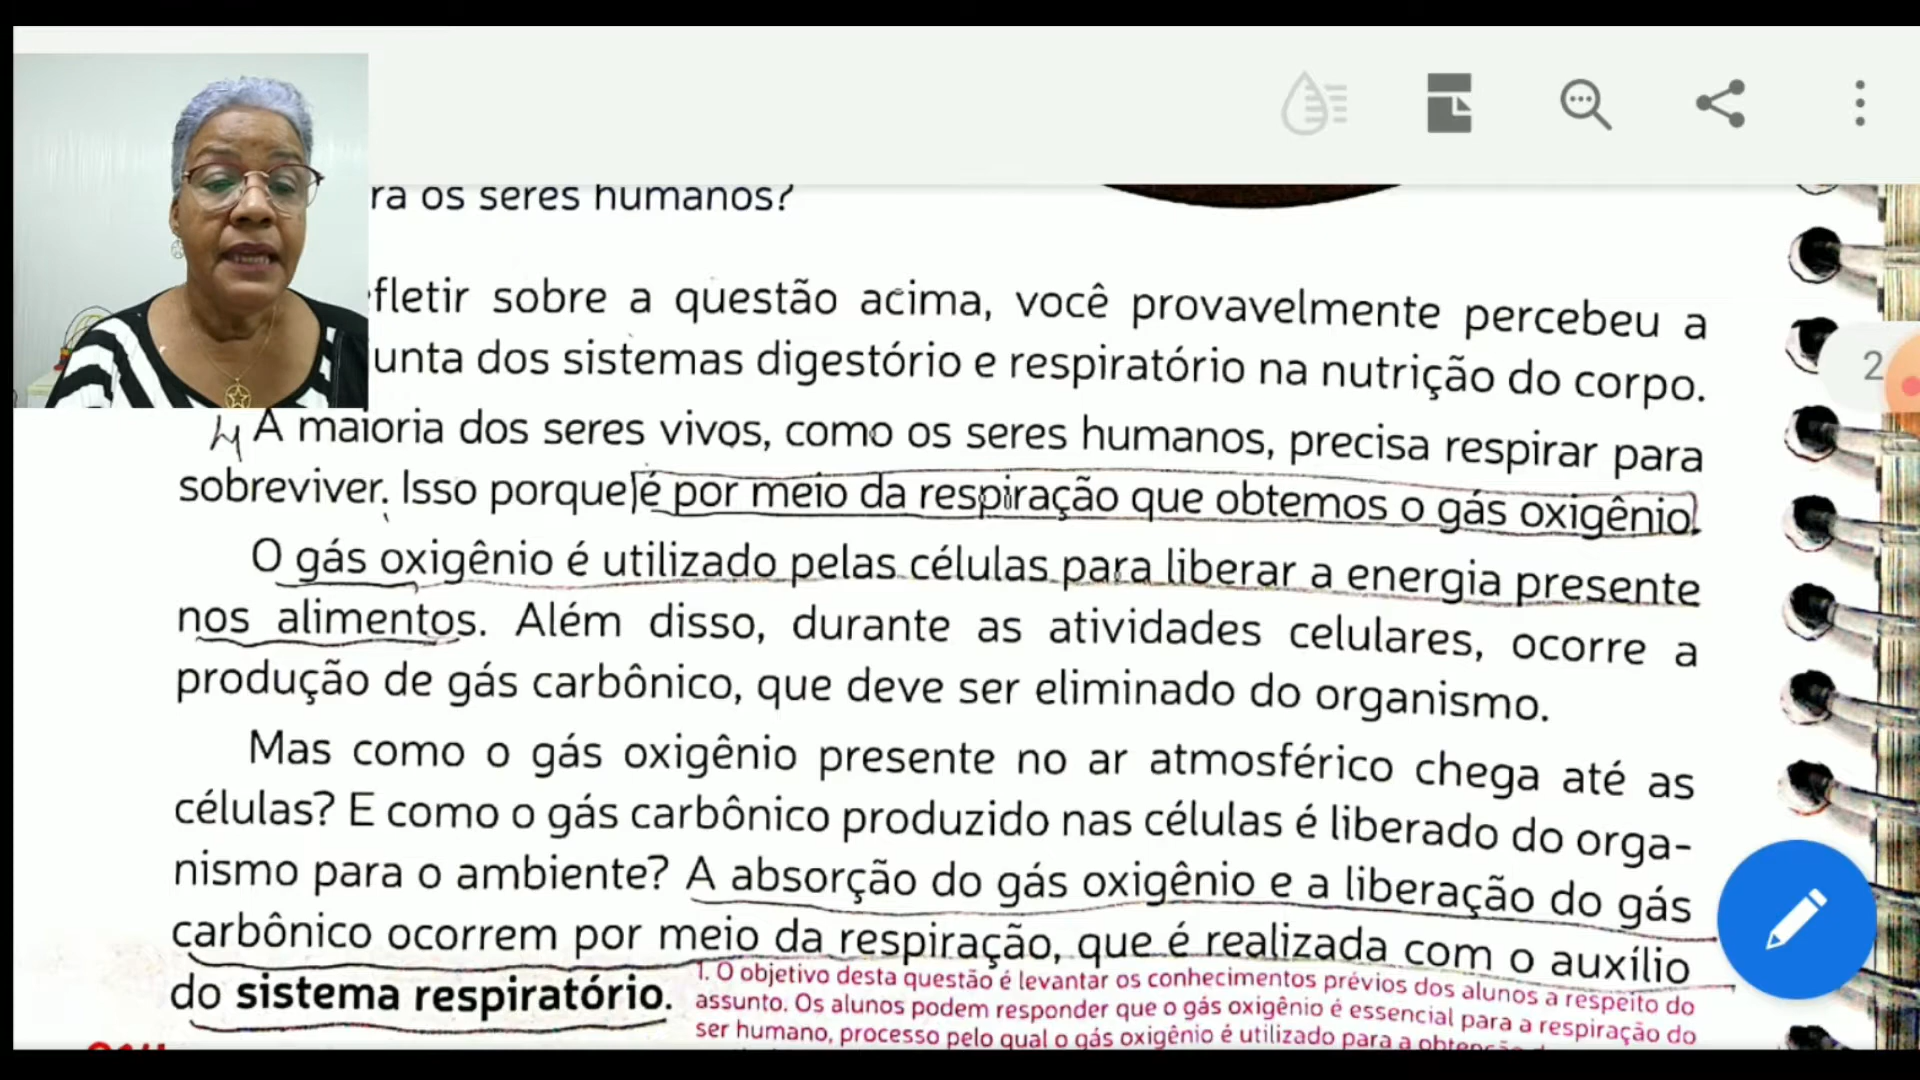 ra os seres humanos?
fletir sobre a questão acima, você provavelmente percebeu a
unta dos sistemas digestório e respiratório na nutrição do corpo.
A maioria dos seres vivos, como os seres humanos, precisa respirar para
sobreviver. Isso porque é por meio da respiração que obtemos o gás oxigênio.
O gás oxigênio é utilizado pelas células para liberar a energia presente
nos alimentos. Além disso, durante as atividades celulares, ocorre a
produção de gás carbônico, que deve ser eliminado do organismo.
Mas como o gás oxigênio presente no ar atmosférico chega até as
células? E como o gás carbônico produzido nas células é liberado do orga-
nismo para o ambiente? A absorção do gás oxigênio e a liberação do gás
carbônico ocorrem por meio da respiração, que é realizada com o auxílio
do sistema respiratório.
1. O objetivo desta questão é levantar os conhecimentos prévios dos alunos a respeito do
assunto. Os alunos podem responder que o gás oxigênio é essencial para a respiração do
ser humano, processo pelo qual o gás oxigênio é utilizado para a
2